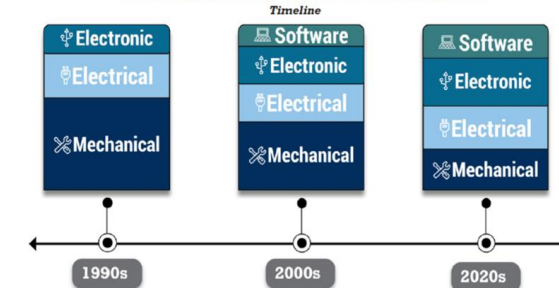 Timeline
Electronic
Electrical
Mechanical
Software
Electronic
Electrical
Mechanical
Software
Electronic
Electrical
Mechanical
1990s
2000s
2020s